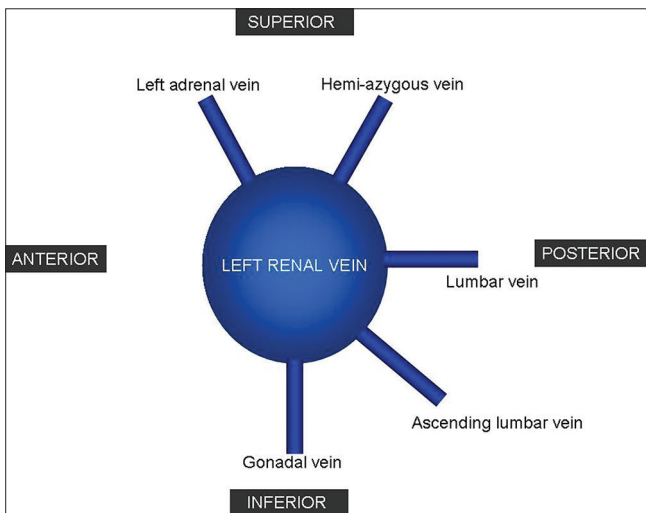 SUPERIOR
Left adrenal vein
Hemi-azygous vein
ANTERIOR
LEFT RENAL VEIN
POSTERIOR
Lumbar vein
Ascending lumbar vein
Gonadal vein
INFERIOR